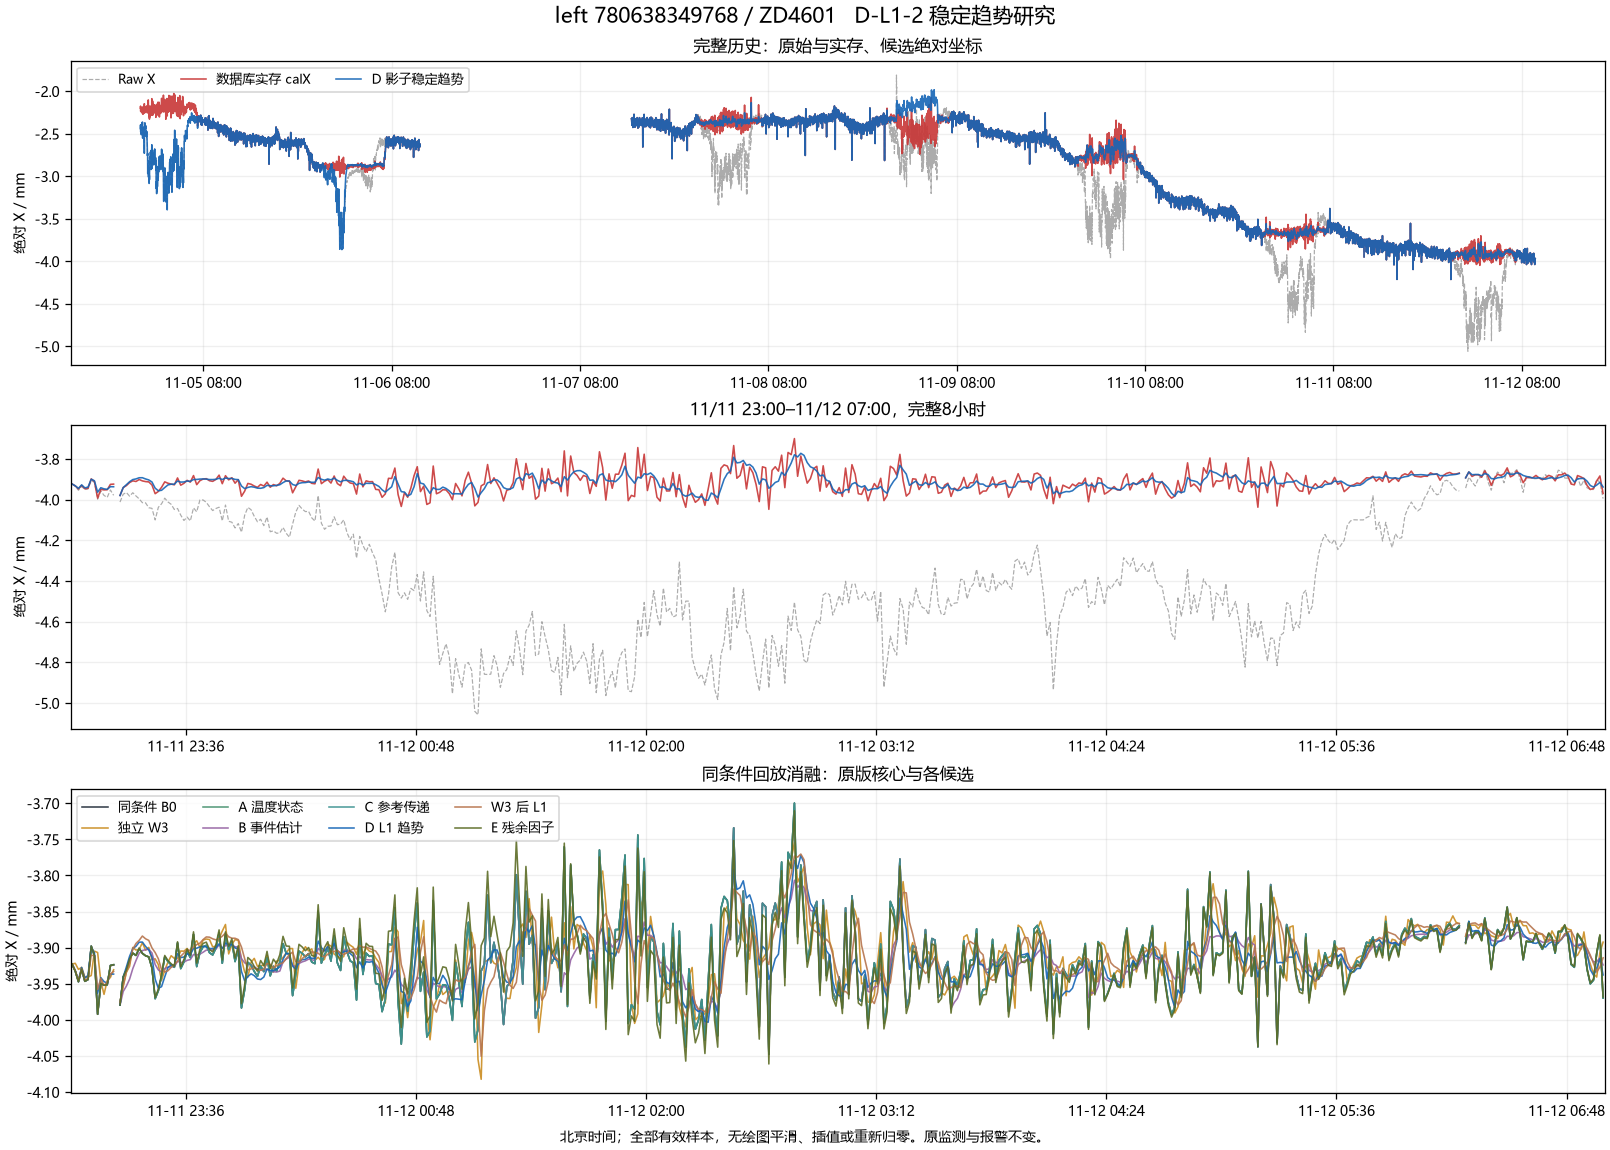 left 780638349768 / ZD4601   D-L1-2 稳定趋势研究
完整历史：原始与实存、候选绝对坐标
Raw X
数据库实存 calX
D 影子稳定趋势
绝对 X / mm
-2.0
-2.5
-3.0
-3.5
-4.0
-4.5
-5.0
11-05 08:00
11-06 08:00
11-07 08:00
11-08 08:00
11-09 08:00
11-10 08:00
11-11 08:00
11-12 08:00
11/11 23:00–11/12 07:00，完整8小时
绝对 X / mm
-3.8
-4.0
-4.2
-4.4
-4.6
-4.8
-5.0
11-11 23:36
11-12 00:48
11-12 02:00
11-12 03:12
11-12 04:24
11-12 05:36
11-12 06:48
同条件回放消融：原版核心与各候选
同条件 B0
A 温度状态
C 参考传递
W3 后 L1
独立 W3
B 事件估计
D L1 趋势
E 残余因子
绝对 X / mm
-3.70
-3.75
-3.80
-3.85
-3.90
-3.95
-4.00
-4.05
-4.10
11-11 23:36
11-12 00:48
11-12 02:00
11-12 03:12
11-12 04:24
11-12 05:36
11-12 06:48
北京时间；全部有效样本，无绘图平滑、插值或重新归零。原监测与报警不变。